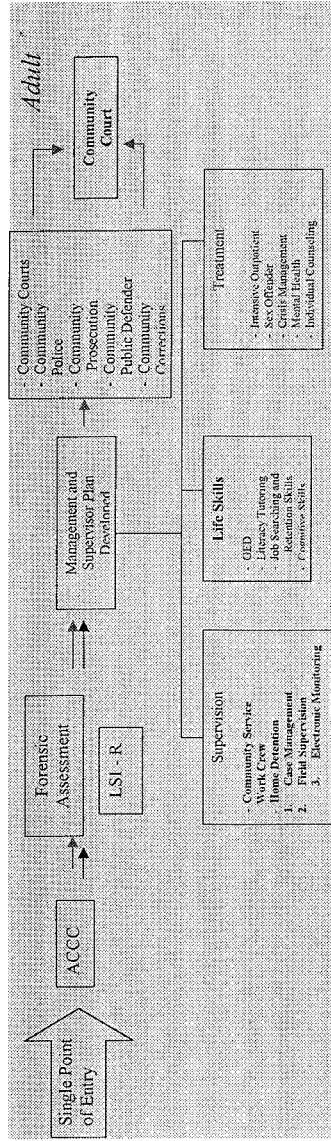 Adult
Single Point
of Entry
ACCC
Forensic
Assessment
LSI - R
Management and
Supervisor Plan
Developed
- Community Courts
- Community
Police
- Community
Prosecution
- Community
Public Defender
- Community
Corrections
Community
Court
Supervision
- Community Service
- Work Crew
- Home Detention
1. Case Management
2. Field Supervision
3. Electronic Monitoring
Life Skills
- GED
- Literacy Tutoring
- Job Searching and
Retention Skills
- Cognitive Skills
Treatment
- Intensive Outpatient
- Sex Offender
- Crisis Management
- Mental Health
- Individual Counseling